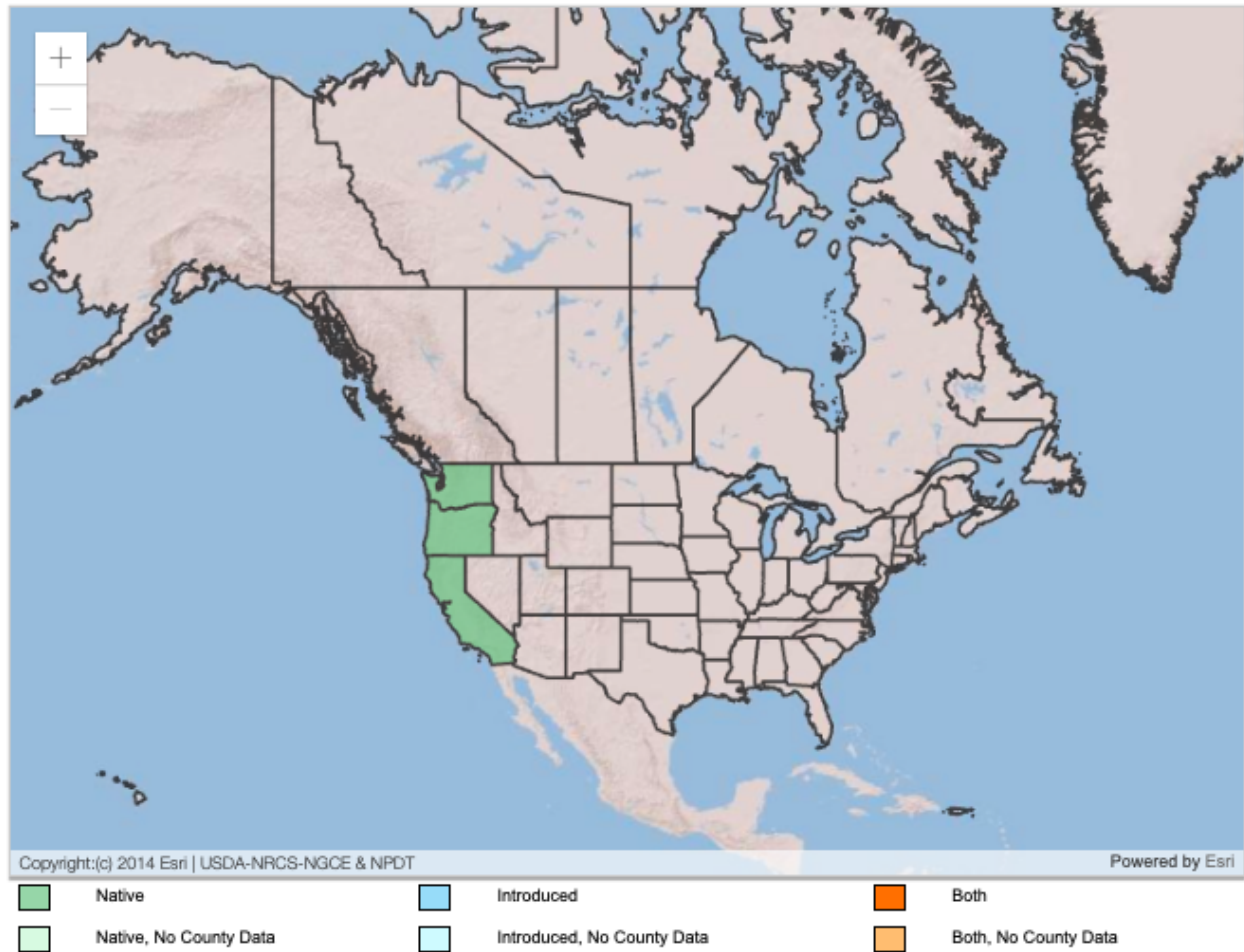 +
−
Copyright:(c) 2014 Esri | USDA-NRCS-NGCE & NPDT
Powered by Esri
Native
Introduced
Both
Native, No County Data
Introduced, No County Data
Both, No County Data